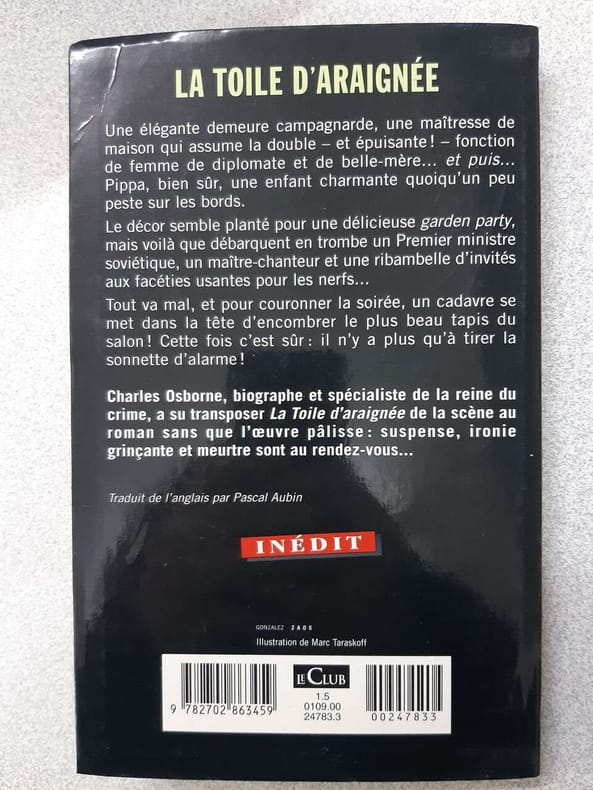 LA TOILE D'ARAIGNÉE
Une élégante demeure campagnarde, une maîtresse de
maison qui assume la double – et épuisante ! – fonction
de femme de diplomate et de belle-mère... et puis...
Pippa, bien sûr, une enfant charmante quoiqu'un peu
peste sur les bords.
Le décor semble planté pour une délicieuse garden party,
mais voilà que débarquent en trombe un Premier ministre
soviétique, un maître-chanteur et une ribambelle d'invités
aux facéties usantes pour les nerfs...
Tout va mal, et pour couronner la soirée, un cadavre se
met dans la tête d'encombrer le plus beau tapis du
salon ! Cette fois c'est sûr : il n'y a plus qu'à tirer la
sonnette d'alarme !
Charles Osborne, biographe et spécialiste de la reine du
crime, a su transposer La Toile d'araignée de la scène au
roman sans que l'œuvre pâlisse : suspense, ironie
grinçante et meurtre sont au rendez-vous...
Traduit de l'anglais par Pascal Aubin
INÉDIT
GONZALEZ ZAOS
Illustration de Marc Taraskoff
LE CLUB
1.5
0109.00
24783.3
9 782702 863459
00247833